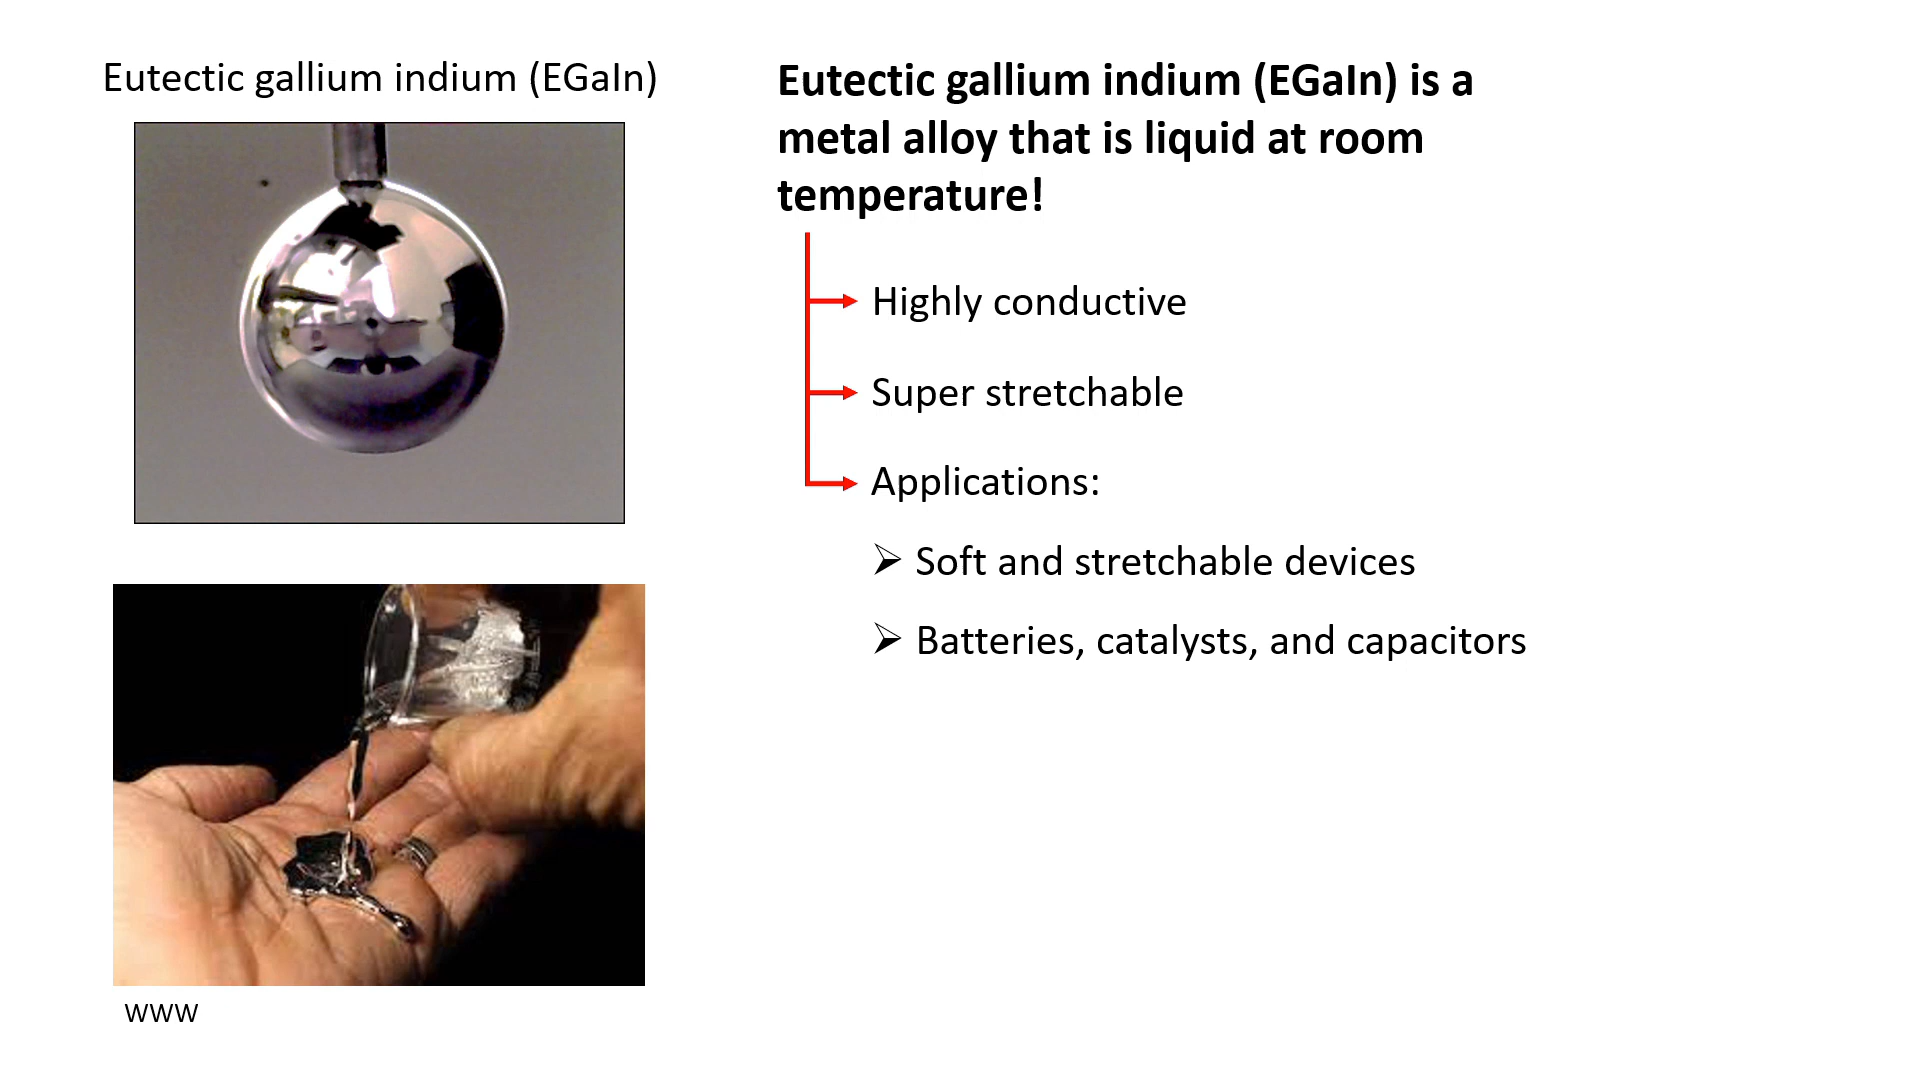 Eutectic gallium indium (EGaIn)
Eutectic gallium indium (EGaIn) is a
metal alloy that is liquid at room
temperature!
Highly conductive
Super stretchable
Applications:
Soft and stretchable devices
Batteries, catalysts, and capacitors
WWW